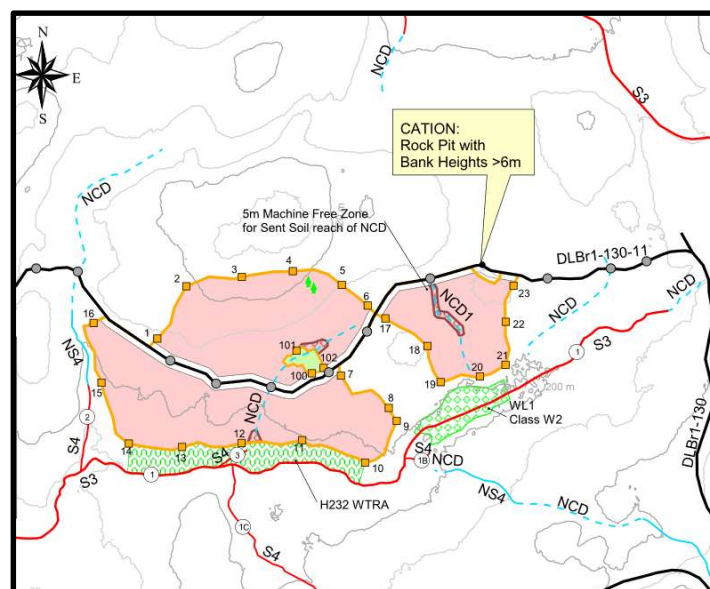 N
E
S
NCD
S3
CATION:
Rock Pit with
Bank Heights >6m
NCD
5m Machine Free Zone
for Sent Soil reach of NCD
DLBr1-130-11
4
3
5
2
23
6
NCD1
NCD
16
17
22
1
NS4
101
18
1
S3
NCD
21
102
20
100
7
15
19
200 m
WL1
Class W2
8
2
NCD
9
DLBr1-130
S4
12
11
S4
14
13
S4
3
10
1B
NCD
S3
1
NS4
NCD
H232 WTRA
1C
S4